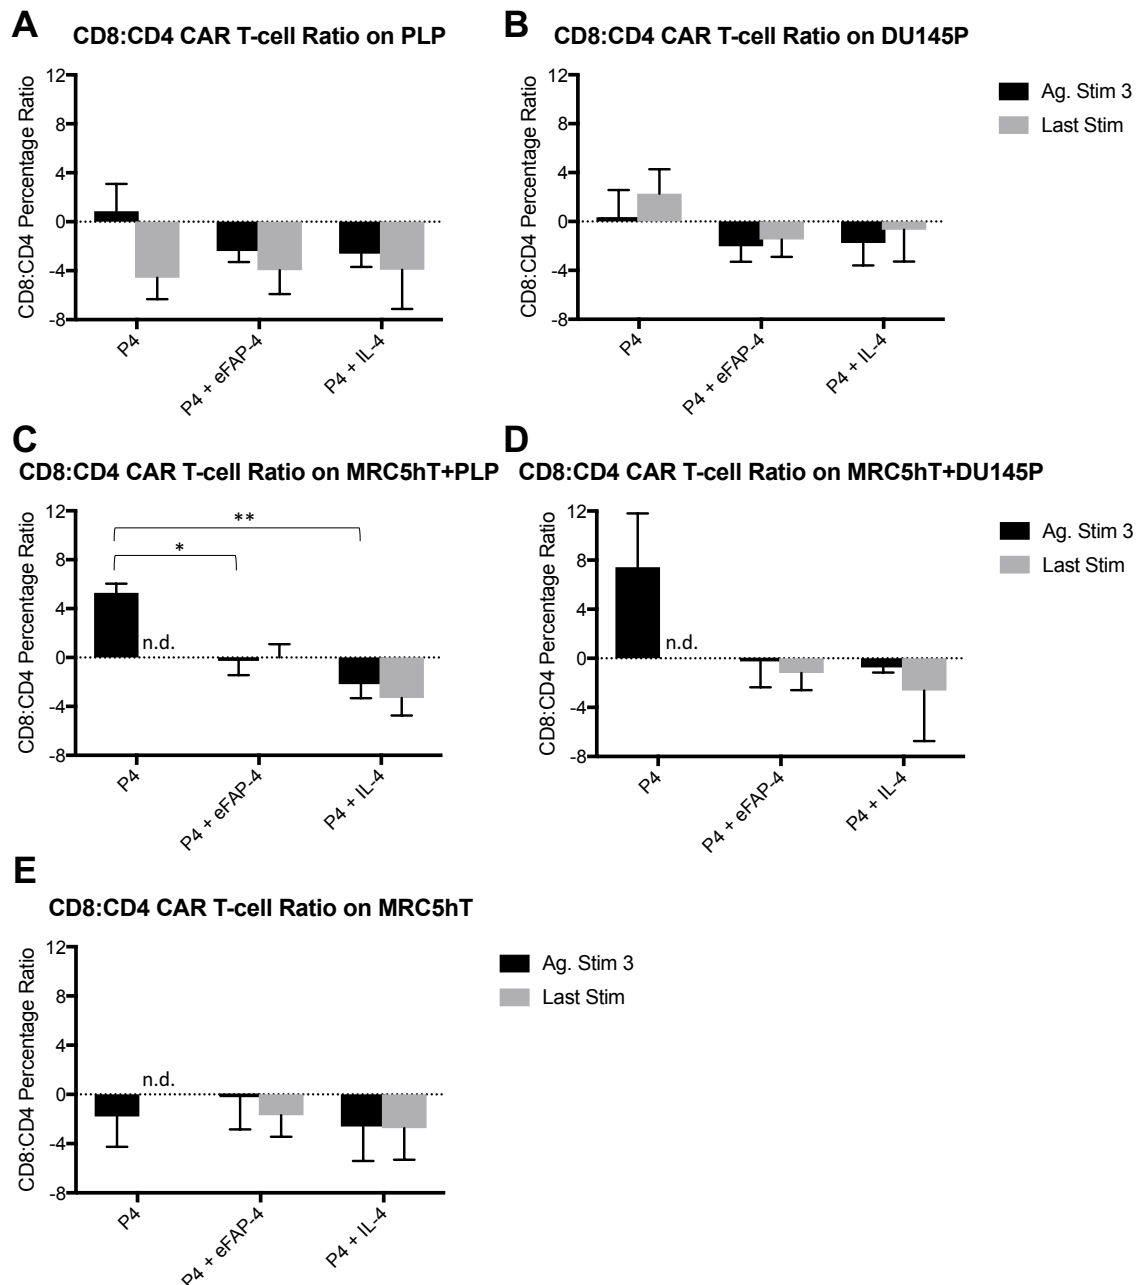 A
CD8:CD4 CAR T-cell Ratio on PLP
CD8:CD4 Percentage Ratio
12
8
4
0
-4
-8
P4
P4 + eFAP-4
P4 + IL-4
B
CD8:CD4 CAR T-cell Ratio on DU145P
CD8:CD4 Percentage Ratio
12
8
4
0
-4
-8
P4
P4 + eFAP-4
P4 + IL-4
Ag. Stim 3
Last Stim
C
CD8:CD4 CAR T-cell Ratio on MRC5hT+PLP
CD8:CD4 Percentage Ratio
12
8
4
0
-4
-8
**
*
n.d.
P4
P4 + eFAP-4
P4 + IL-4
D
CD8:CD4 CAR T-cell Ratio on MRC5hT+DU145P
CD8:CD4 Percentage Ratio
12
8
4
0
-4
-8
n.d.
P4
P4 + eFAP-4
P4 + IL-4
Ag. Stim 3
Last Stim
E
CD8:CD4 CAR T-cell Ratio on MRC5hT
CD8:CD4 Percentage Ratio
12
8
4
0
-4
-8
n.d.
P4
P4 + eFAP-4
P4 + IL-4
Ag. Stim 3
Last Stim